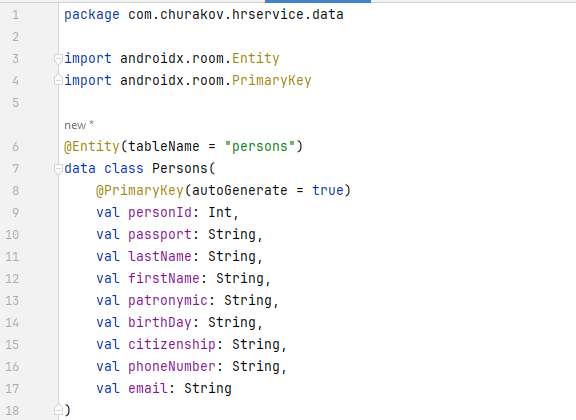 1 package com.churakov.hrservice.data
2
3 import androidx.room.Entity
4 import androidx.room.PrimaryKey
5
new *
6 @Entity(tableName = "persons")
7 data class Persons(
8     @PrimaryKey(autoGenerate = true)
9     val personId: Int,
10     val passport: String,
11     val lastName: String,
12     val firstName: String,
13     val patronymic: String,
14     val birthDay: String,
15     val citizenship: String,
16     val phoneNumber: String,
17     val email: String
18 )